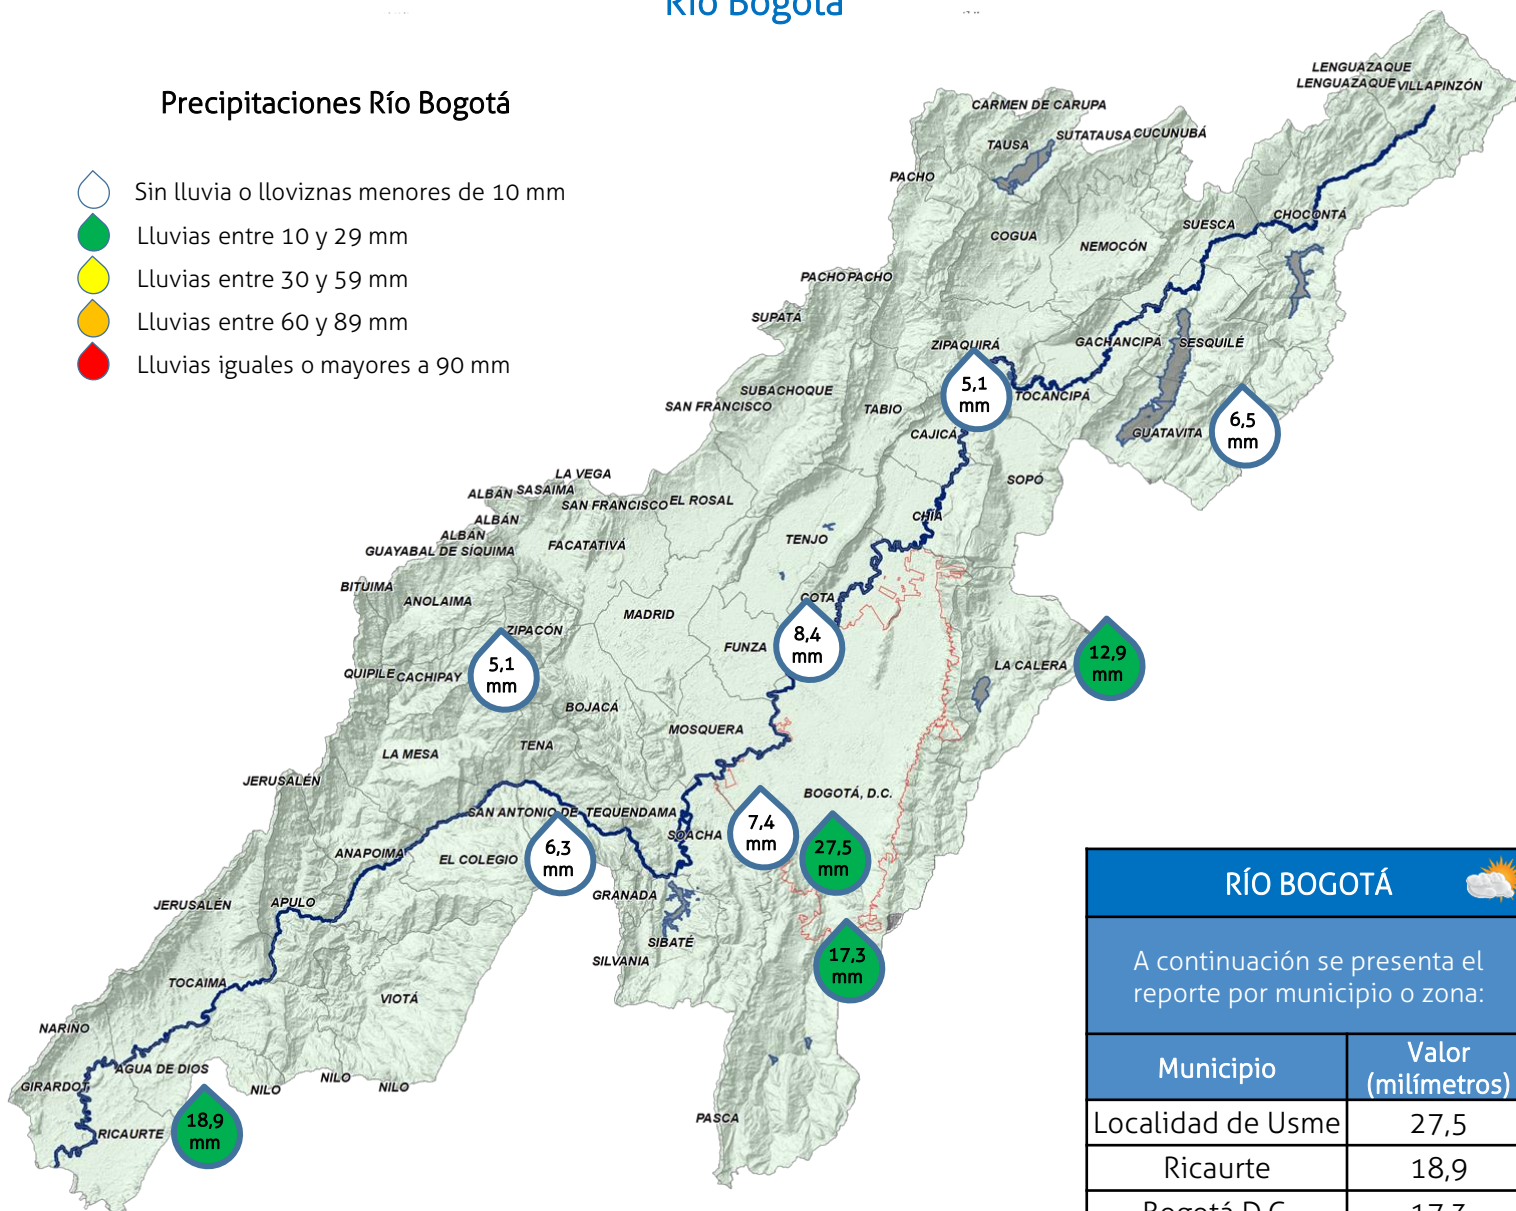 Río Bogotá
Precipitaciones Río Bogotá
Sin lluvia o lloviznas menores de 10 mm
Lluvias entre 10 y 29 mm
Lluvias entre 30 y 59 mm
Lluvias entre 60 y 89 mm
Lluvias iguales o mayores a 90 mm
LENGUAZAQUE
LENGUAZAQUE VILLAPINZÓN
CARMEN DE CARUPA
TAUSA
SUTATAUSA CUCUNUBÁ
PACHO
CHOCONTÁ
SUESCA
COGUA
NEMOCÓN
PACHO PACHO
SUPATÁ
ZIPAQUIRÁ
GACHANCIPÁ
SESQUILÉ
5,1
mm
SUBACHOQUE
SAN FRANCISCO
TABIO
TOCANCIPÁ
CAJICÁ
GUATAVITA
6,5
mm
LA VEGA
ALBÁN
SASAIMA
SAN FRANCISCO
EL ROSAL
SOPÓ
ALBÁN
ALBÁN
GUAYABAL DE SÍQUIMA
FACATATIVÁ
TENJO
CHÍA
BITUIMA
ANOLAIMA
MADRID
COTA
ZIPACÓN
FUNZA
8,4
mm
LA CALERA
12,9
mm
QUIPILE
CACHIPAY
5,1
mm
BOJACÁ
MOSQUERA
TENA
LA MESA
JERUSALÉN
BOGOTÁ, D.C.
SAN ANTONIO DE TEQUENDAMA
SOACHA
7,4
mm
27,5
mm
ANAPOIMA
EL COLEGIO
6,3
mm
GRANADA
JERUSALÉN
APULO
SIBATÉ
SILVANIA
17,3
mm
TOCAIMA
VIOTÁ
NARIÑO
AGUA DE DIOS
GIRARDOT
NILO
NILO
NILO
RICAURTE
18,9
mm
PASCA
RÍO BOGOTÁ
A continuación se presenta el
reporte por municipio o zona:
Municipio
Valor
(milímetros)
Localidad de Usme
27,5
Ricaurte
18,9
Bogotá D.C.
17,3